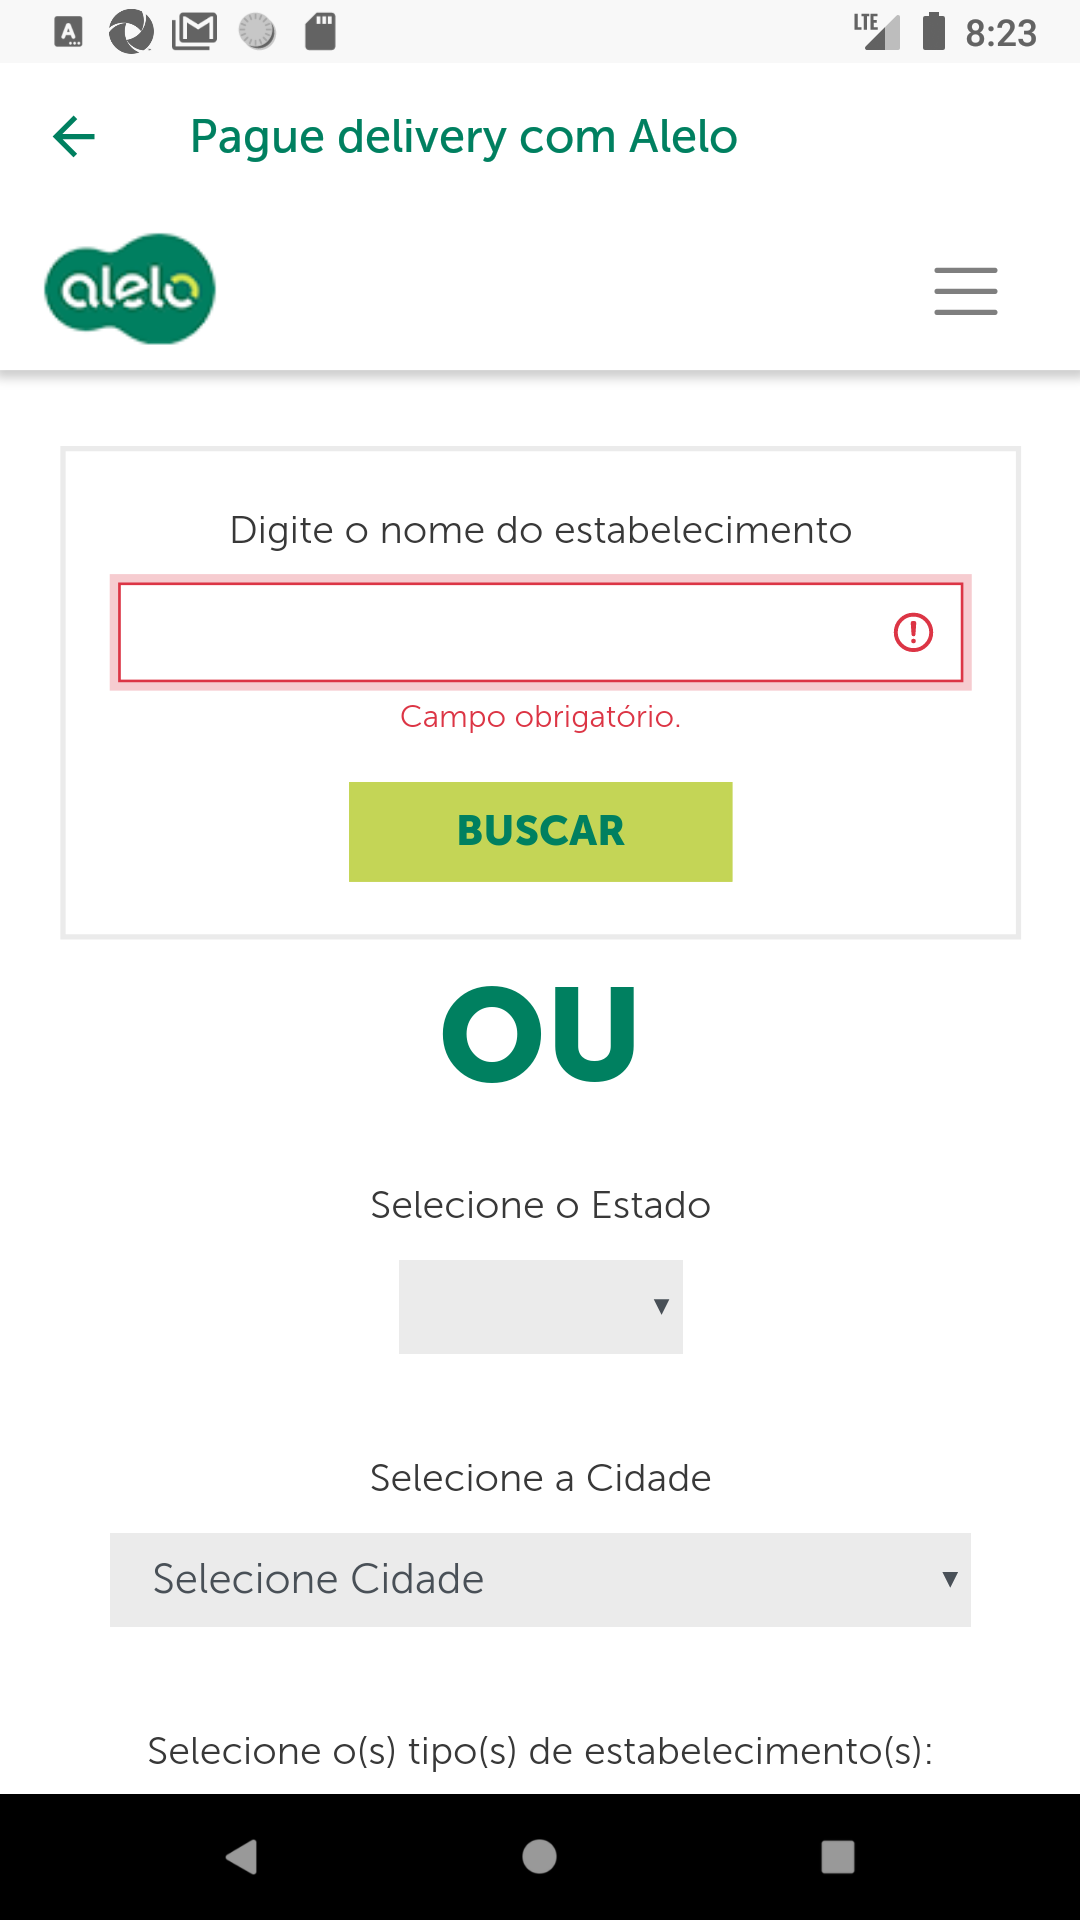 LTE 8:23
Pague delivery com Alelo
alelo
Digite o nome do estabelecimento
Campo obrigatório.
BUSCAR
OU
Selecione o Estado
Selecione a Cidade
Selecione Cidade
Selecione o(s) tipo(s) de estabelecimento(s):